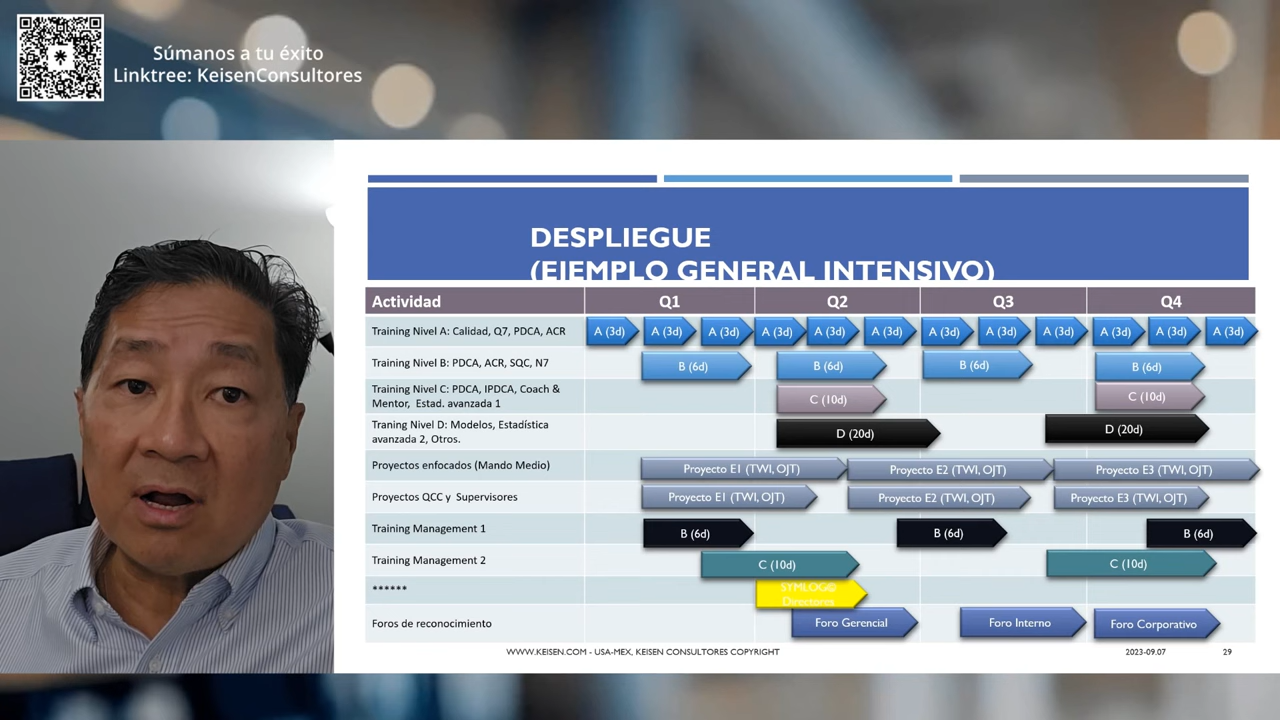 Súmanos a tu éxito
Linktree: KeisenConsultores
DESPLIEGUE
(EJEMPLO GENERAL INTENSIVO)
Actividad Q1 Q2 Q3 Q4
Training Nivel A: Calidad, Q7, PDCA, ACR A (3d) A (3d) A (3d) A (3d) A (3d) A (3d) A (3d) A (3d) A (3d) A (3d) A (3d) A (3d)
Training Nivel B: PDCA, ACR, SQC, N7 B (6d) B (6d) B (6d) B (6d)
Training Nivel C: PDCA, IPDCA, Coach &
Mentor, Estad. avanzada 1 C (10d) C (10d)
Traning Nivel D: Modelos, Estadística
avanzada 2, Otros. D (20d) D (20d)
Proyectos enfocados (Mando Medio) Proyecto E1 (TWI, OJT) Proyecto E2 (TWI, OJT) Proyecto E3 (TWI, OJT)
Proyectos QCC y Supervisores Proyecto E1 (TWI, OJT) Proyecto E2 (TWI, OJT) Proyecto E3 (TWI, OJT)
Training Management 1 B (6d) B (6d) B (6d)
Training Management 2 C (10d) C (10d)
****** SYMLOG@
Directores
Foros de reconocimiento Foro Gerencial Foro Interno Foro Corporativo
WWW.KEISEN.COM - USA-MEX, KEISEN CONSULTORES COPYRIGHT 2023-09.07 29